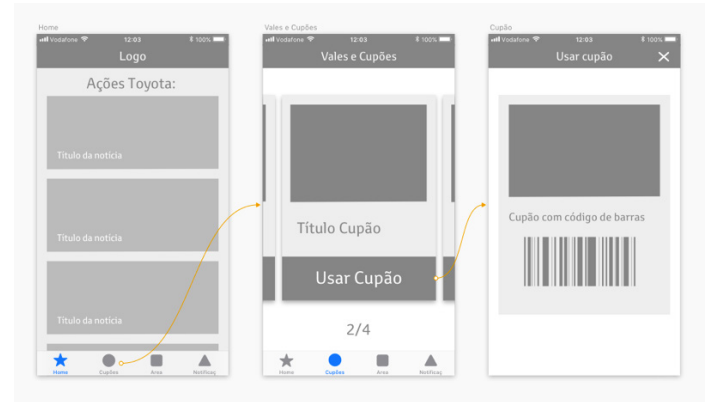 Home
Vodafone 12:03 100%
Logo
Ações Toyota:
Título da notícia
Título da notícia
Título da notícia
Home Cupões Area Notificaç
Vales e Cupões
Vodafone 12:03 100%
Vales e Cupões
Título Cupão
Usar Cupão
2/4
Home Cupões Area Notificaç
Cupão
Vodafone 12:03 100%
Usar cupão
Cupão com código de barras